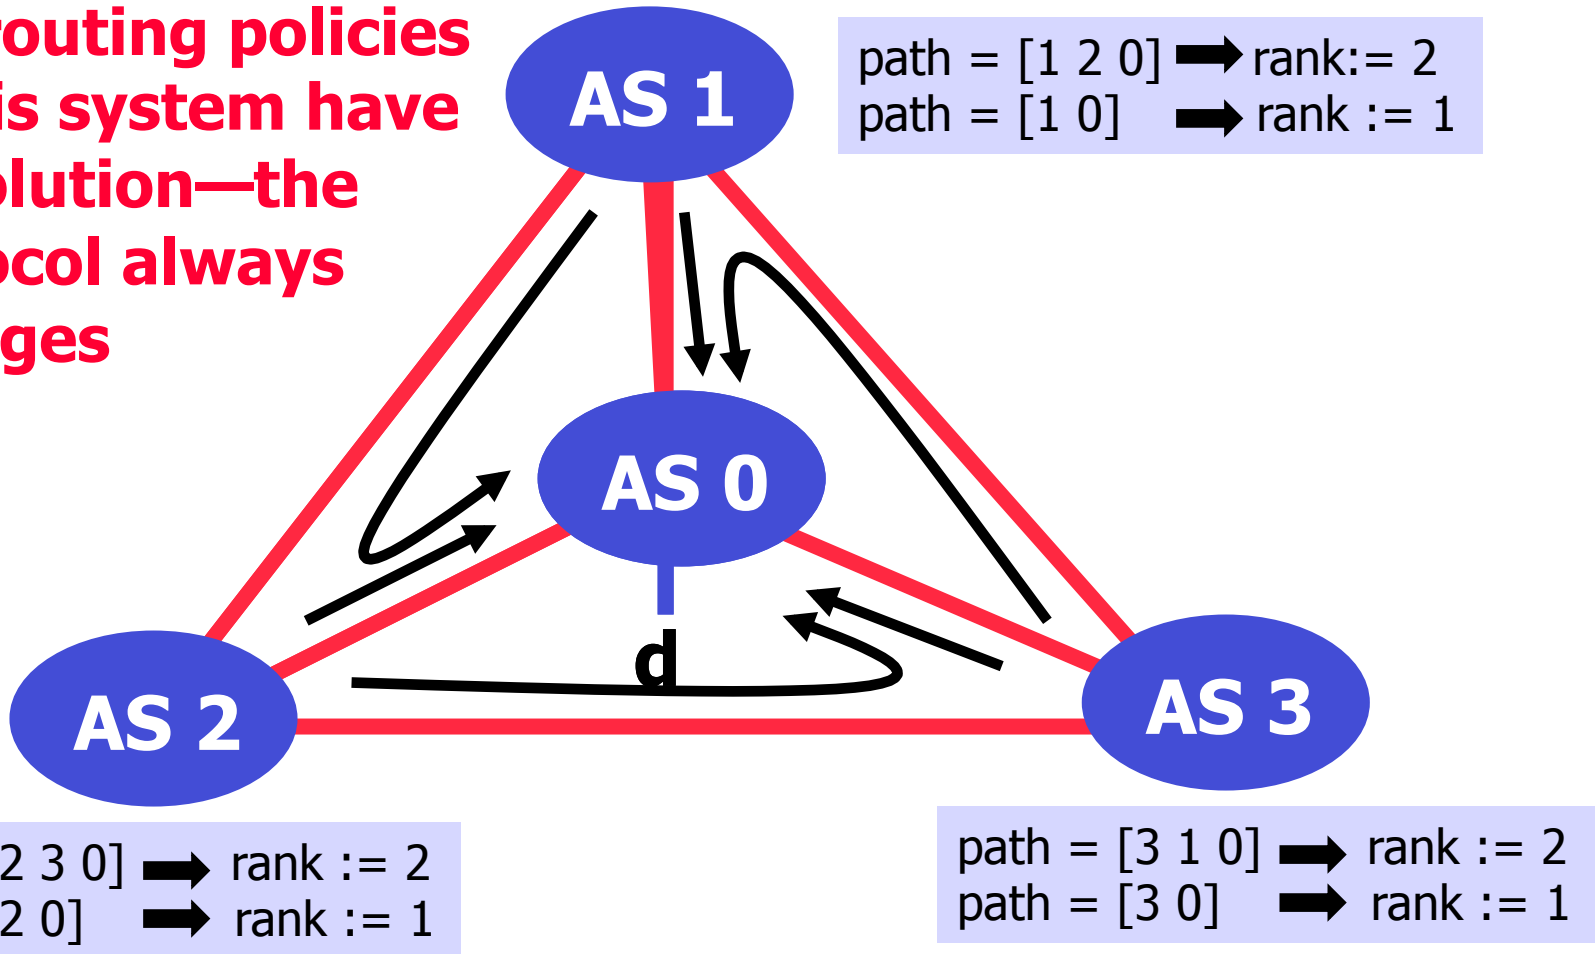 routing policies
is system have
olution—the
ocol always
ges
AS 1
path = [1 2 0] rank:= 2
path = [1 0] rank := 1
AS 0
d
AS 2
AS 3
2 3 0] rank := 2
2 0] rank := 1
path = [3 1 0] rank := 2
path = [3 0] rank := 1